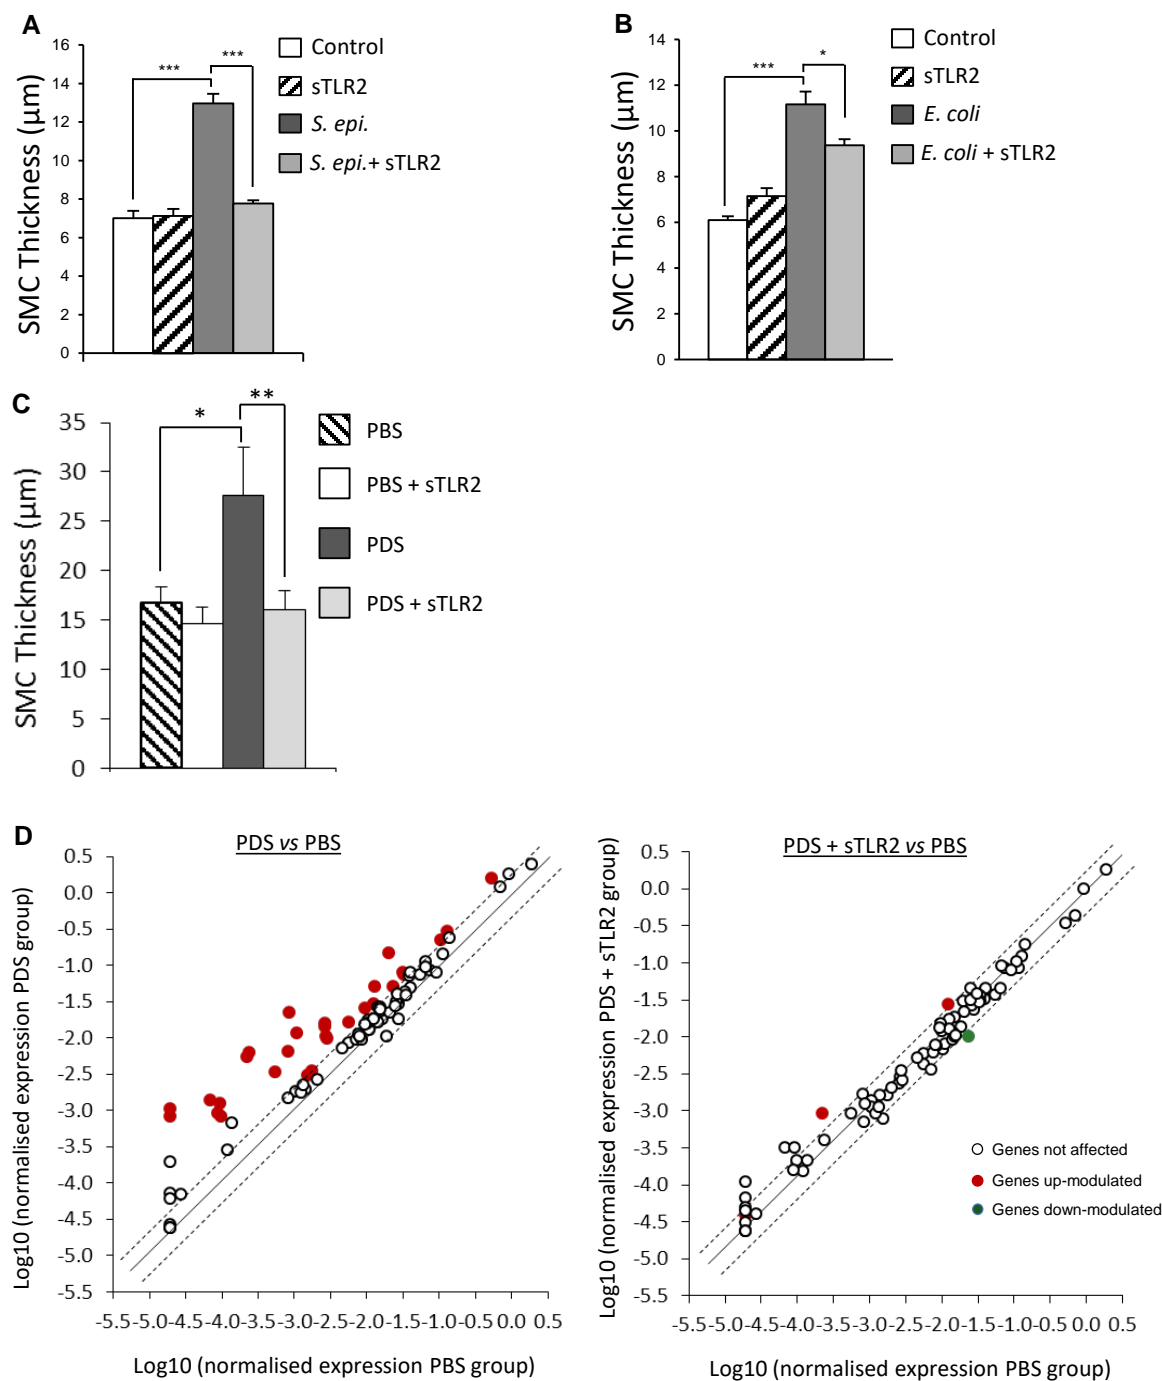 A
SMC Thickness (µm)
16
14
12
10
8
6
4
2
0
***
***
Control
sTLR2
S. epi.
S. epi.+ sTLR2
B
SMC Thickness (µm)
14
12
10
8
6
4
2
0
***
*
Control
sTLR2
E. coli
E. coli + sTLR2
C
SMC Thickness (µm)
35
30
25
20
15
10
5
0
*
**
PBS
PBS + sTLR2
PDS
PDS + sTLR2
D
PDS vs PBS
Log10 (normalised expression PDS group)
0.5
0.0
-0.5
-1.0
-1.5
-2.0
-2.5
-3.0
-3.5
-4.0
-4.5
-5.0
-5.5
-5.5 -5.0 -4.5 -4.0 -3.5 -3.0 -2.5 -2.0 -1.5 -1.0 -0.5 0.0 0.5
Log10 (normalised expression PBS group)
PDS + sTLR2 vs PBS
Log10 (normalised expression PDS + sTLR2 group)
0.5
0.0
-0.5
-1.0
-1.5
-2.0
-2.5
-3.0
-3.5
-4.0
-4.5
-5.0
-5.5
Genes not affected
Genes up-modulated
Genes down-modulated
-5.5 -5.0 -4.5 -4.0 -3.5 -3.0 -2.5 -2.0 -1.5 -1.0 -0.5 0.0 0.5
Log10 (normalised expression PBS group)